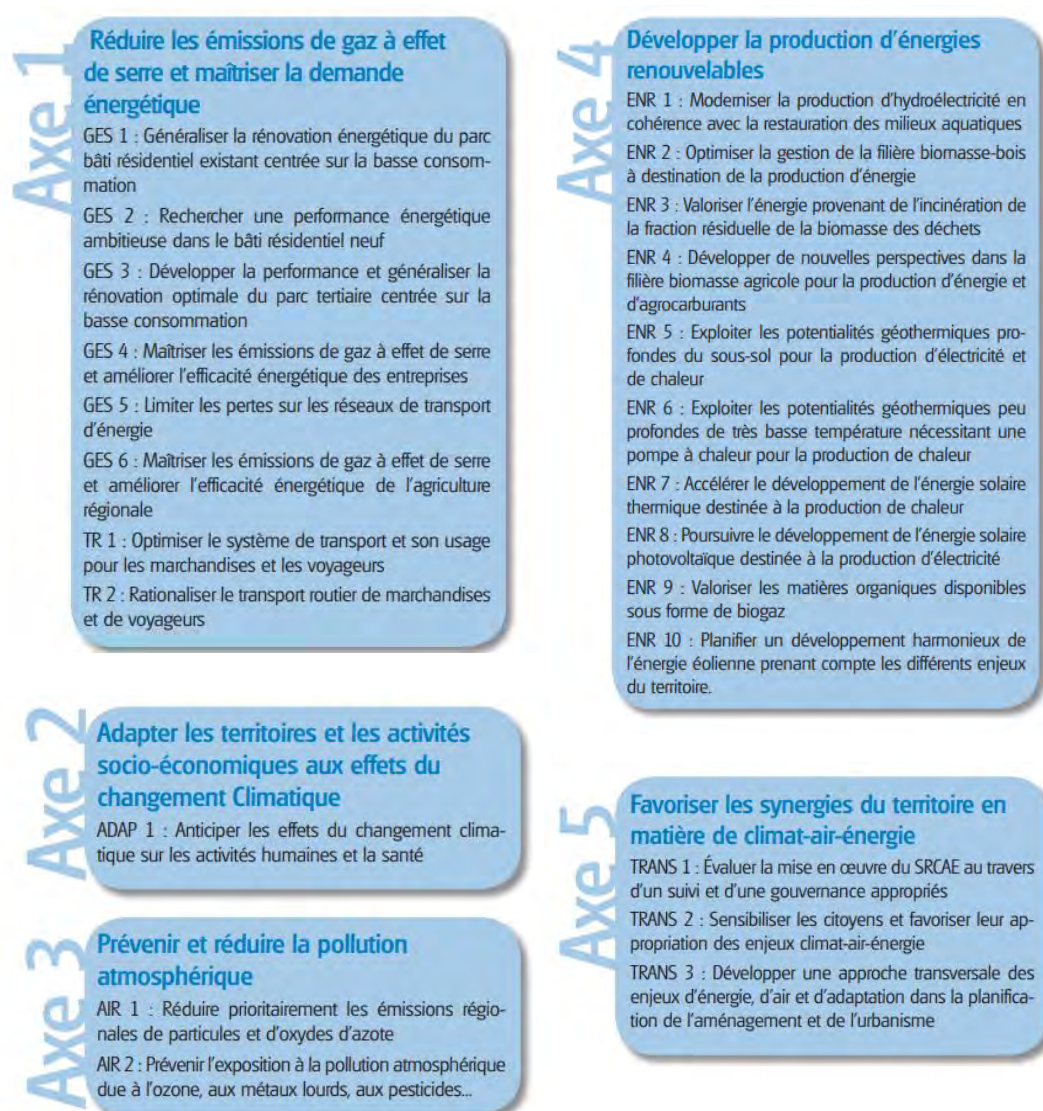 Axe 1
Réduire les émissions de gaz à effet
de serre et maîtriser la demande
énergétique
GES 1 : Généraliser la rénovation énergétique du parc
bâti résidentiel existant centrée sur la basse consom-
mation
GES 2 : Rechercher une performance énergétique
ambitieuse dans le bâti résidentiel neuf
GES 3 : Développer la performance et généraliser la
rénovation optimale du parc tertiaire centrée sur la
basse consommation
GES 4 : Maîtriser les émissions de gaz à effet de serre
et améliorer l'efficacité énergétique des entreprises
GES 5 : Limiter les pertes sur les réseaux de transport
d'énergie
GES 6 : Maîtriser les émissions de gaz à effet de serre
et améliorer l'efficacité énergétique de l'agriculture
régionale
TR 1 : Optimiser le système de transport et son usage
pour les marchandises et les voyageurs
TR 2 : Rationaliser le transport routier de marchandises
et de voyageurs
Axe 2
Adapter les territoires et les activités
socio-économiques aux effets du
changement Climatique
ADAP 1 : Anticiper les effets du changement clima-
tique sur les activités humaines et la santé
Axe 3
Prévenir et réduire la pollution
atmosphérique
AIR 1 : Réduire prioritairement les émissions régio-
nales de particules et d'oxydes d'azote
AIR 2 : Prévenir l'exposition à la pollution atmosphérique
due à l'ozone, aux métaux lourds, aux pesticides...
Axe 4
Développer la production d'énergies
renouvelables
ENR 1 : Moderniser la production d'hydroélectricité en
cohérence avec la restauration des milieux aquatiques
ENR 2 : Optimiser la gestion de la filière biomasse-bois
à destination de la production d'énergie
ENR 3 : Valoriser l'énergie provenant de l'incinération de
la fraction résiduelle de la biomasse des déchets
ENR 4 : Développer de nouvelles perspectives dans la
filière biomasse agricole pour la production d'énergie et
d'agrocarburants
ENR 5 : Exploiter les potentialités géothermiques pro-
fondes du sous-sol pour la production d'électricité et
de chaleur
ENR 6 : Exploiter les potentialités géothermiques peu
profondes de très basse température nécessitant une
pompe à chaleur pour la production de chaleur
ENR 7 : Accélérer le développement de l'énergie solaire
thermique destinée à la production de chaleur
ENR 8 : Poursuivre le développement de l'énergie solaire
photovoltaïque destinée à la production d'électricité
ENR 9 : Valoriser les matières organiques disponibles
sous forme de biogaz
ENR 10 : Planifier un développement harmonieux de
l'énergie éolienne prenant compte les différents enjeux
du territoire.
Axe 5
Favoriser les synergies du territoire en
matière de climat-air-énergie
TRANS 1 : Évaluer la mise en œuvre du SRCAE au travers
d'un suivi et d'une gouvernance appropriés
TRANS 2 : Sensibiliser les citoyens et favoriser leur ap-
propriation des enjeux climat-air-énergie
TRANS 3 : Développer une approche transversale des
enjeux d'énergie, d'air et d'adaptation dans la planifica-
tion de l'aménagement et de l'urbanisme